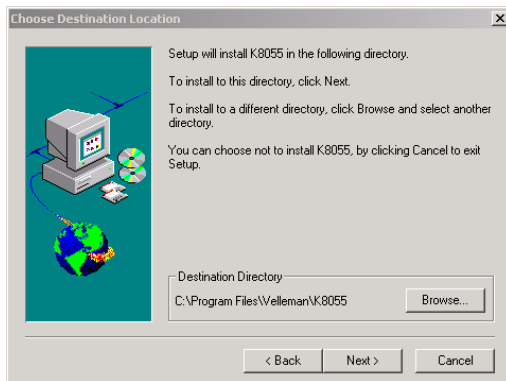 Choose Destination Location
Setup will install K8055 in the following directory.
To install to this directory, click Next.
To install to a different directory, click Browse and select another
directory.
You can choose not to install K8055, by clicking Cancel to exit
Setup.
Destination Directory
C:\Program Files\Velleman\K8055
Browse...
< Back
Next >
Cancel